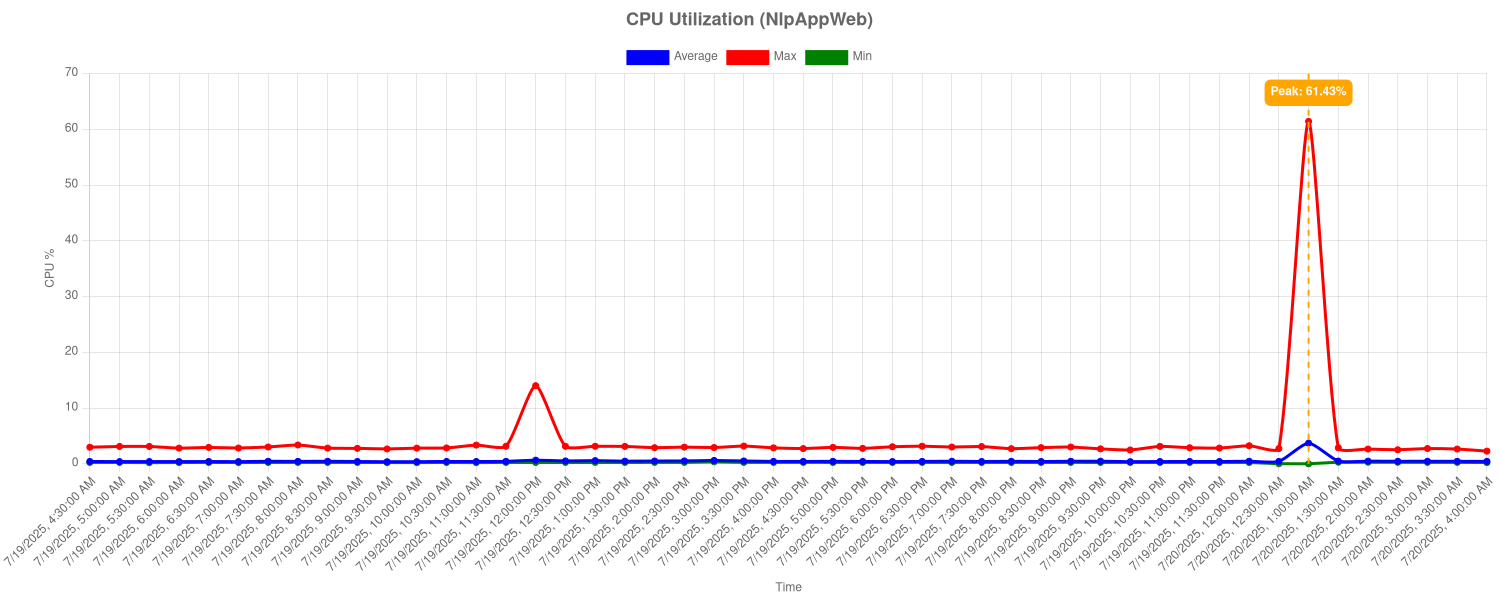 CPU Utilization (NlpAppWeb)
Average Max Min
70
Peak: 61.43%
60
50
40
CPU %
30
20
10
0
7/19/2025, 4:30:00 AM
7/19/2025, 5:00:00 AM
7/19/2025, 5:30:00 AM
7/19/2025, 6:00:00 AM
7/19/2025, 6:30:00 AM
7/19/2025, 7:00:00 AM
7/19/2025, 7:30:00 AM
7/19/2025, 8:00:00 AM
7/19/2025, 8:30:00 AM
7/19/2025, 9:00:00 AM
7/19/2025, 9:30:00 AM
7/19/2025, 10:00:00 AM
7/19/2025, 10:30:00 AM
7/19/2025, 11:00:00 AM
7/19/2025, 11:30:00 AM
7/19/2025, 12:00:00 PM
7/19/2025, 12:30:00 PM
7/19/2025, 1:00:00 PM
7/19/2025, 1:30:00 PM
7/19/2025, 2:00:00 PM
7/19/2025, 2:30:00 PM
7/19/2025, 3:00:00 PM
7/19/2025, 3:30:00 PM
7/19/2025, 4:00:00 PM
7/19/2025, 4:30:00 PM
7/19/2025, 5:00:00 PM
7/19/2025, 5:30:00 PM
7/19/2025, 6:00:00 PM
7/19/2025, 6:30:00 PM
7/19/2025, 7:00:00 PM
7/19/2025, 7:30:00 PM
7/19/2025, 8:00:00 PM
7/19/2025, 8:30:00 PM
7/19/2025, 9:00:00 PM
7/19/2025, 9:30:00 PM
7/19/2025, 10:00:00 PM
7/19/2025, 10:30:00 PM
7/19/2025, 11:00:00 PM
7/19/2025, 11:30:00 PM
7/20/2025, 12:00:00 AM
7/20/2025, 12:30:00 AM
7/20/2025, 1:00:00 AM
7/20/2025, 1:30:00 AM
7/20/2025, 2:00:00 AM
7/20/2025, 2:30:00 AM
7/20/2025, 3:00:00 AM
7/20/2025, 3:30:00 AM
7/20/2025, 4:00:00 AM
Time